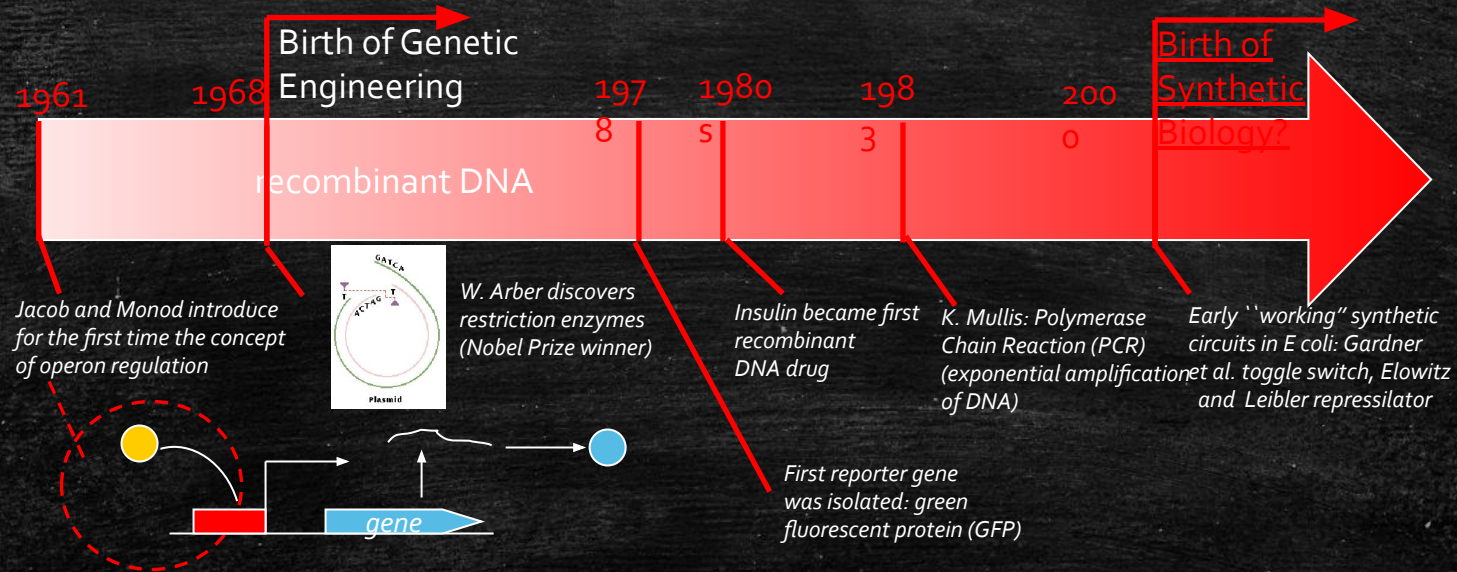 Birth of Genetic
Engineering
Birth of
Synthetic
Biology?
1961
1968
197
8
1980
s
198
3
200
0
recombinant DNA
Jacob and Monod introduce
for the first time the concept
of operon regulation
GATCA
T
ACTAG
T
Plasmid
W. Arber discovers
restriction enzymes
(Nobel Prize winner)
Insulin became first
recombinant
DNA drug
K. Mullis: Polymerase
Chain Reaction (PCR)
(exponential amplification
of DNA)
Early ``working'' synthetic
circuits in E coli: Gardner
et al. toggle switch, Elowitz
and Leibler repressilator
First reporter gene
was isolated: green
fluorescent protein (GFP)
gene